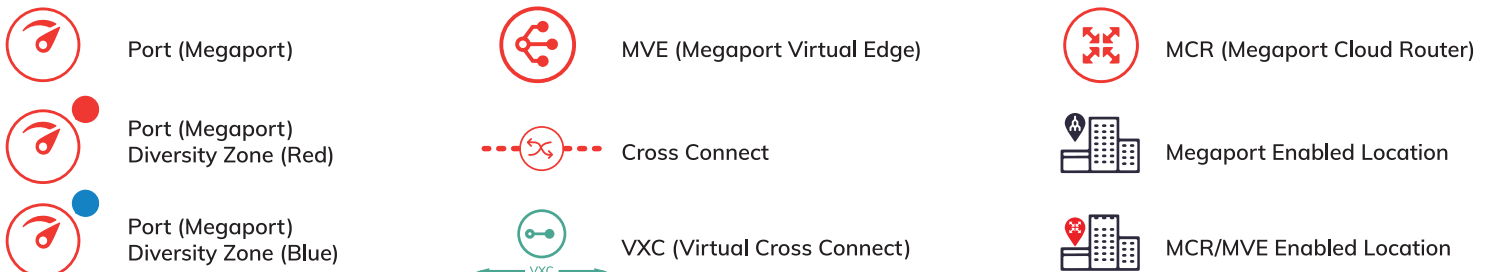 Port (Megaport)
MVE (Megaport Virtual Edge)
MCR (Megaport Cloud Router)
Port (Megaport)
Diversity Zone (Red)
Cross Connect
Megaport Enabled Location
Port (Megaport)
Diversity Zone (Blue)
VXC (Virtual Cross Connect)
VXC
MCR/MVE Enabled Location